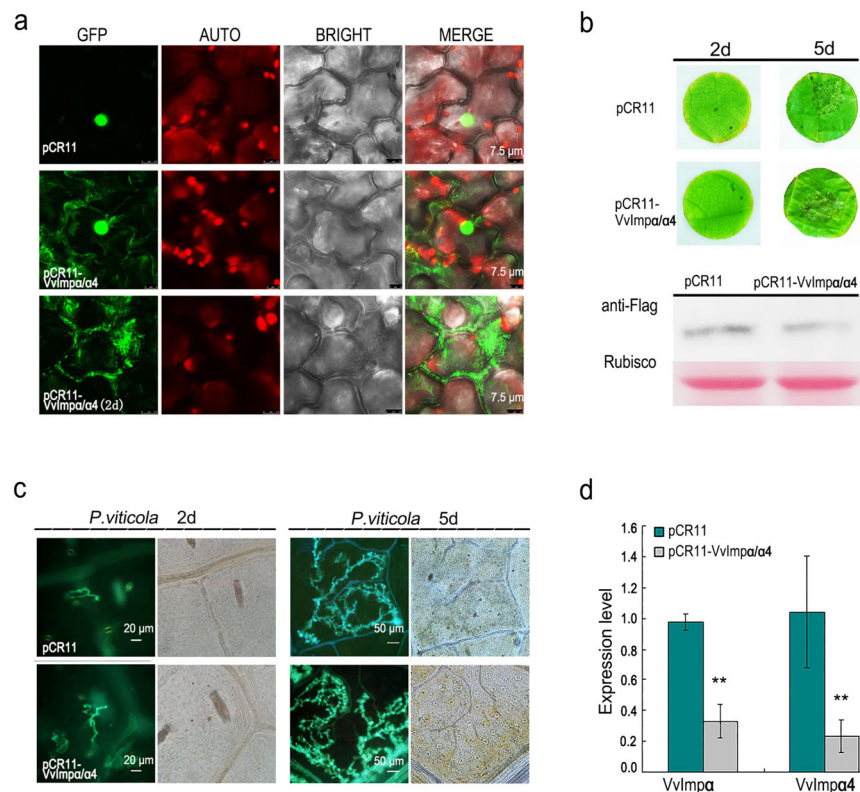 a
GFP AUTO BRIGHT MERGE
pCR11
7.5 μm
pCR11-
VvImpα/α4
7.5 μm
pCR11-
VvImpα/α4 (2d)
7.5 μm
b
2d 5d
pCR11
pCR11-
VvImpα/α4
pCR11 pCR11-VvImpα/α4
anti-Flag
Rubisco
c
P.viticola 2d P.viticola 5d
pCR11
20 μm
50 μm
pCR11-
VvImpα/α4
20 μm
50 μm
d
Expression level
1.6
1.4
1.2
1.0
0.8
0.6
0.4
0.2
0.0
pCR11
pCR11-VvImpα/α4
**
**
VvImpα VvImpα4